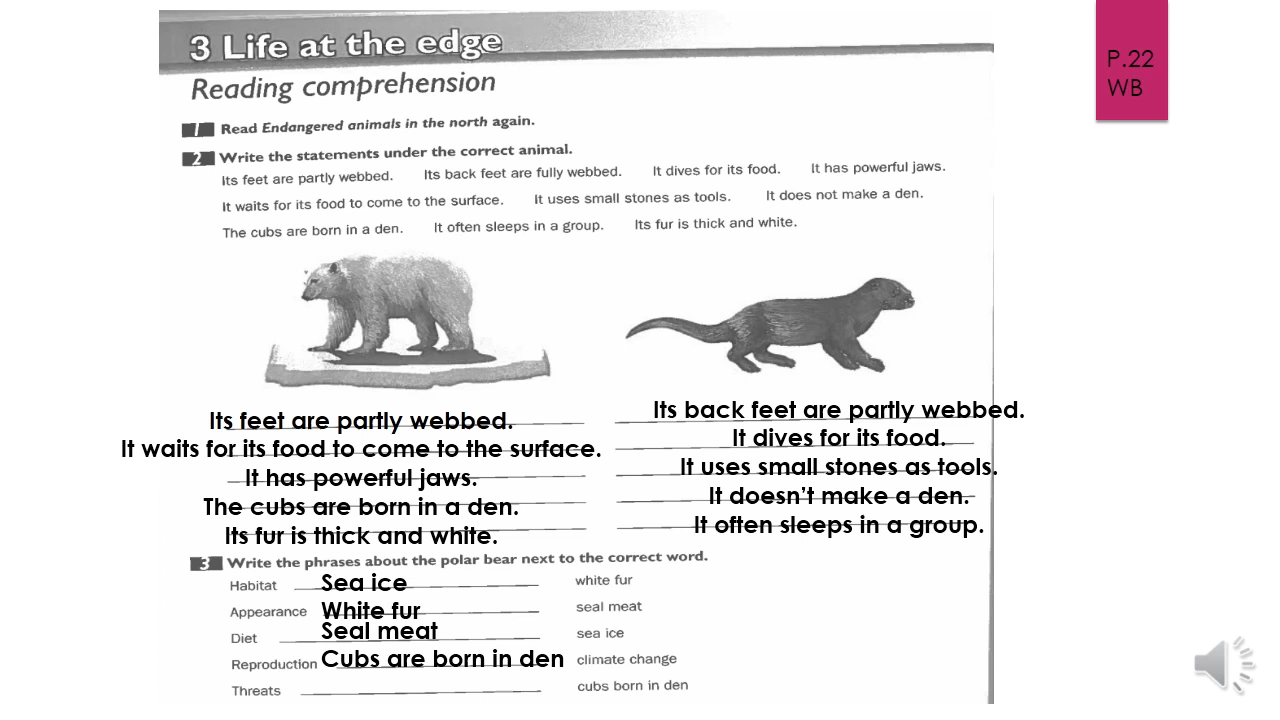 P.22
WB
3 Life at the edge
Reading comprehension
1 Read Endangered animals in the north again.
2 Write the statements under the correct animal.
Its feet are partly webbed. Its back feet are fully webbed. It dives for its food. It has powerful jaws.
It waits for its food to come to the surface. It uses small stones as tools. It does not make a den.
The cubs are born in a den. It often sleeps in a group. Its fur is thick and white.
Its feet are partly webbed.
It waits for its food to come to the surface.
It has powerful jaws.
The cubs are born in a den.
Its fur is thick and white.
Its back feet are partly webbed.
It dives for its food.
It uses small stones as tools.
It doesn’t make a den.
It often sleeps in a group.
3 Write the phrases about the polar bear next to the correct word.
Habitat Sea ice white fur
Appearance White fur seal meat
Diet Seal meat sea ice
Reproduction Cubs are born in den climate change
Threats cubs born in den